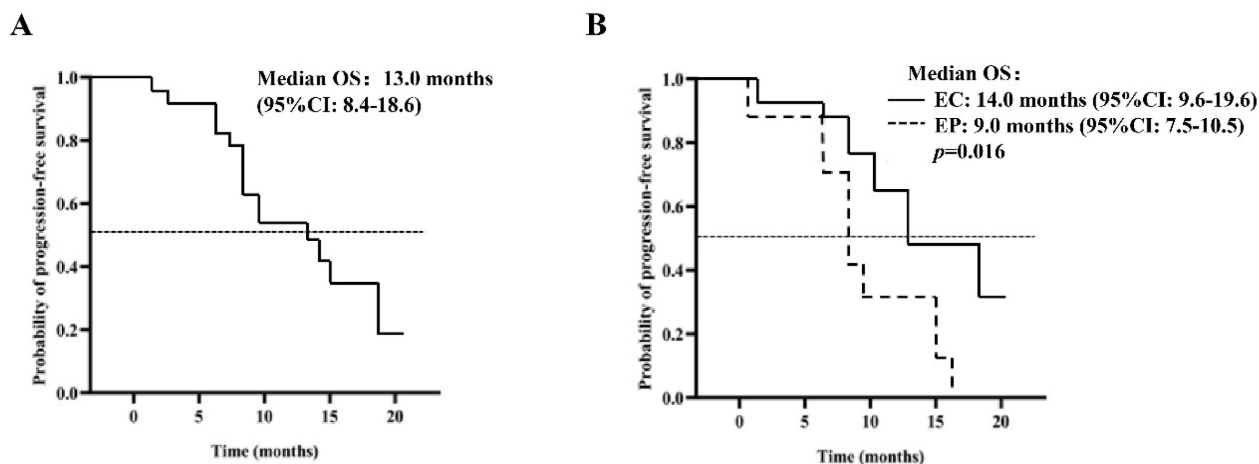 A
Probability of progression-free survival
1.0
0.8
0.6
0.4
0.2
0.0
Median OS: 13.0 months
(95%CI: 8.4-18.6)
0 5 10 15 20
Time (months)
B
Probability of progression-free survival
1.0
0.8
0.6
0.4
0.2
0.0
Median OS:
EC: 14.0 months (95%CI: 9.6-19.6)
EP: 9.0 months (95%CI: 7.5-10.5)
p=0.016
0 5 10 15 20
Time (months)